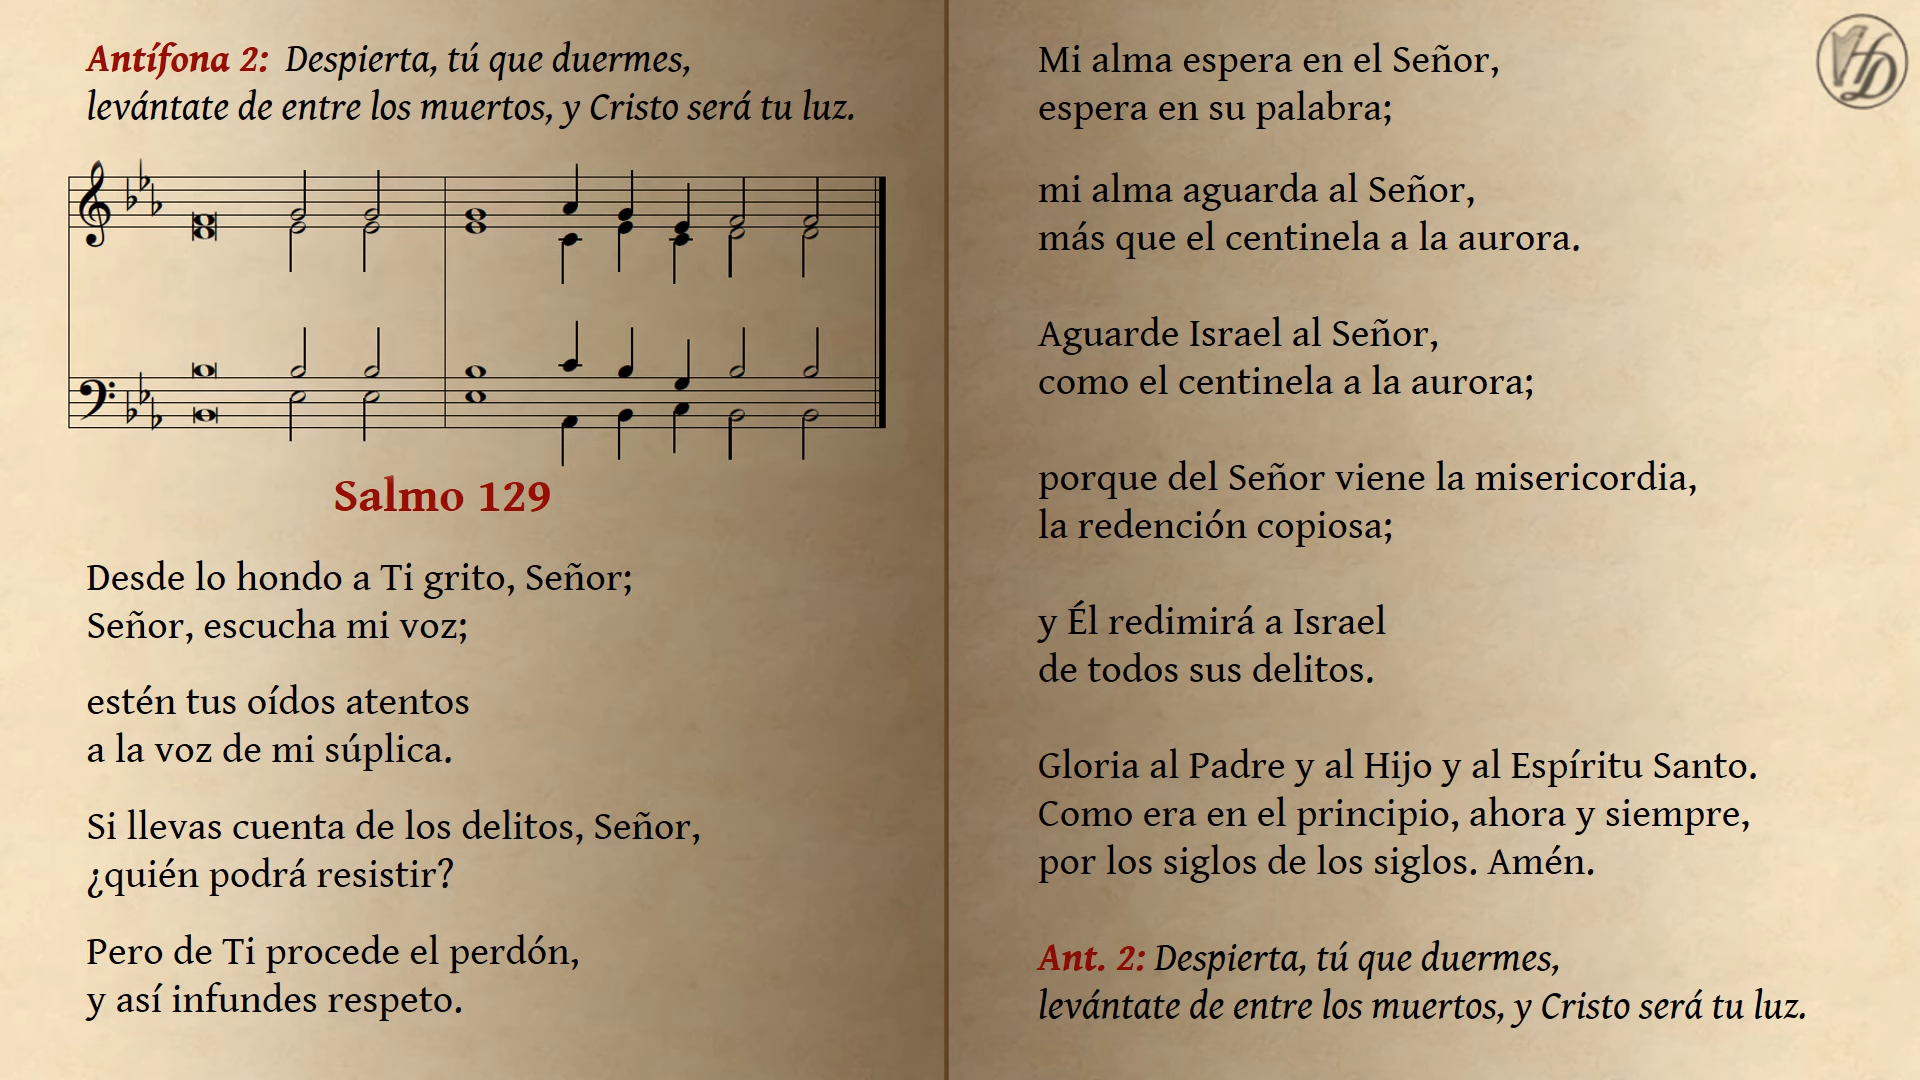 Antífona 2: Despierta, tú que duermes,
levántate de entre los muertos, y Cristo será tu luz.
Salmo 129
Desde lo hondo a Ti grito, Señor;
Señor, escucha mi voz;
estén tus oídos atentos
a la voz de mi súplica.
Si llevas cuenta de los delitos, Señor,
¿quién podrá resistir?
Pero de Ti procede el perdón,
y así infundes respeto.
Mi alma espera en el Señor,
espera en su palabra;
mi alma aguarda al Señor,
más que el centinela a la aurora.
Aguarde Israel al Señor,
como el centinela a la aurora;
porque del Señor viene la misericordia,
la redención copiosa;
y Él redimirá a Israel
de todos sus delitos.
Gloria al Padre y al Hijo y al Espíritu Santo.
Como era en el principio, ahora y siempre,
por los siglos de los siglos. Amén.
Ant. 2: Despierta, tú que duermes,
levántate de entre los muertos, y Cristo será tu luz.
HD